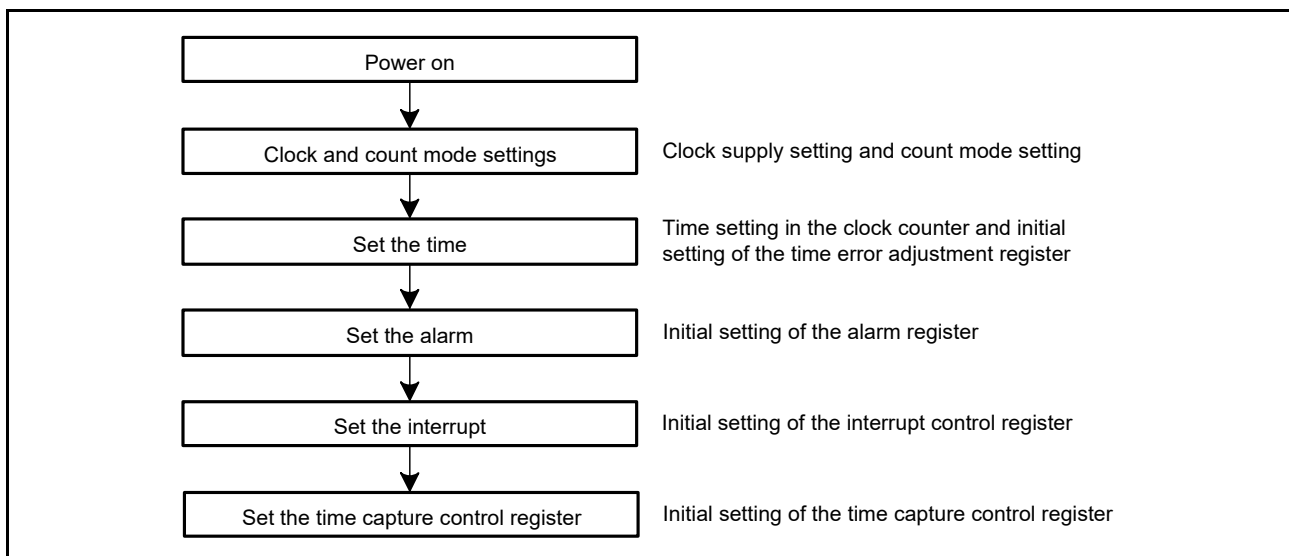 Power on
Clock and count mode settings
Clock supply setting and count mode setting
Set the time
Time setting in the clock counter and initial
setting of the time error adjustment register
Set the alarm
Initial setting of the alarm register
Set the interrupt
Initial setting of the interrupt control register
Set the time capture control register
Initial setting of the time capture control register